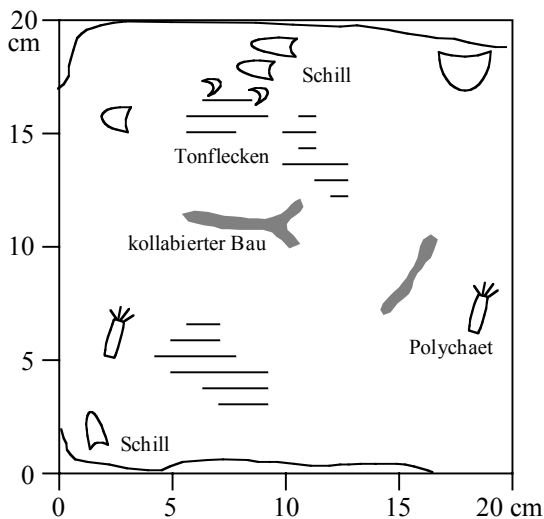 20
cm
Schill
15
Tonflecken
10
kollabierter Bau
Polychaet
5
Schill
0
0 5 10 15 20 cm